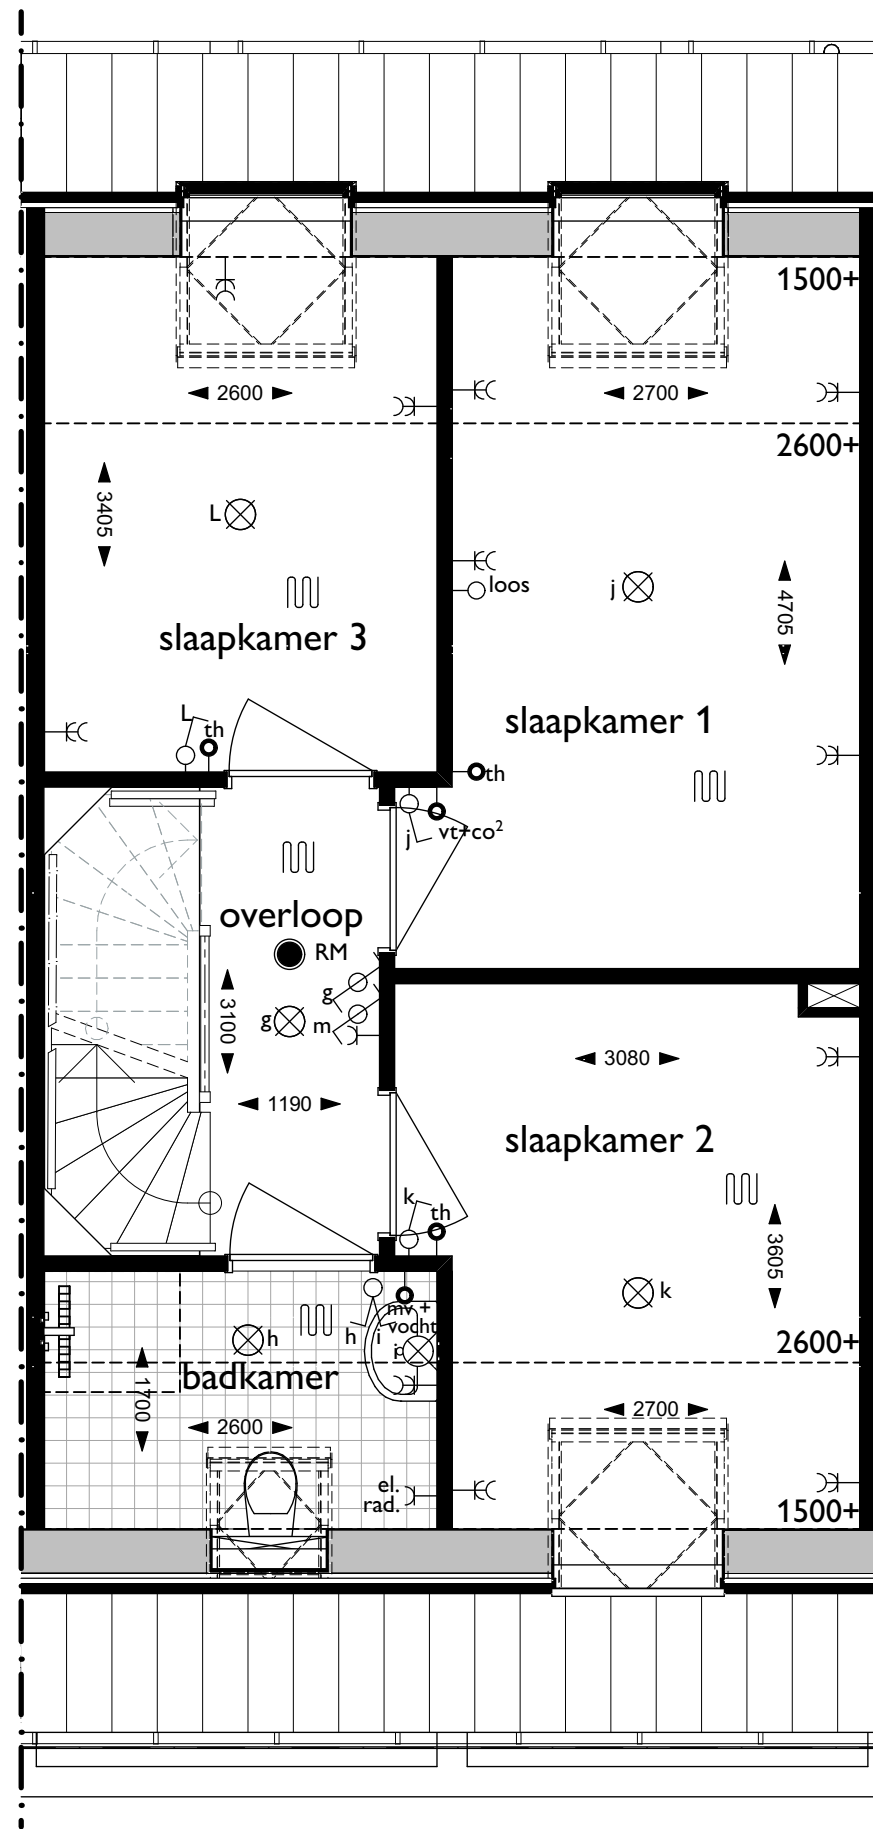 1500+
2600
2700
2600+
3405
L
loos
j
4705
slaapkamer 3
slaapkamer 1
L
th
th
j
vt+co²
overloop
RM
g
g
m
3100
3080
1190
slaapkamer 2
k
th
3605
k
mv +
vocht
h
h
i
i
2600+
badkamer
1700
2600
2700
el.
rad.
1500+